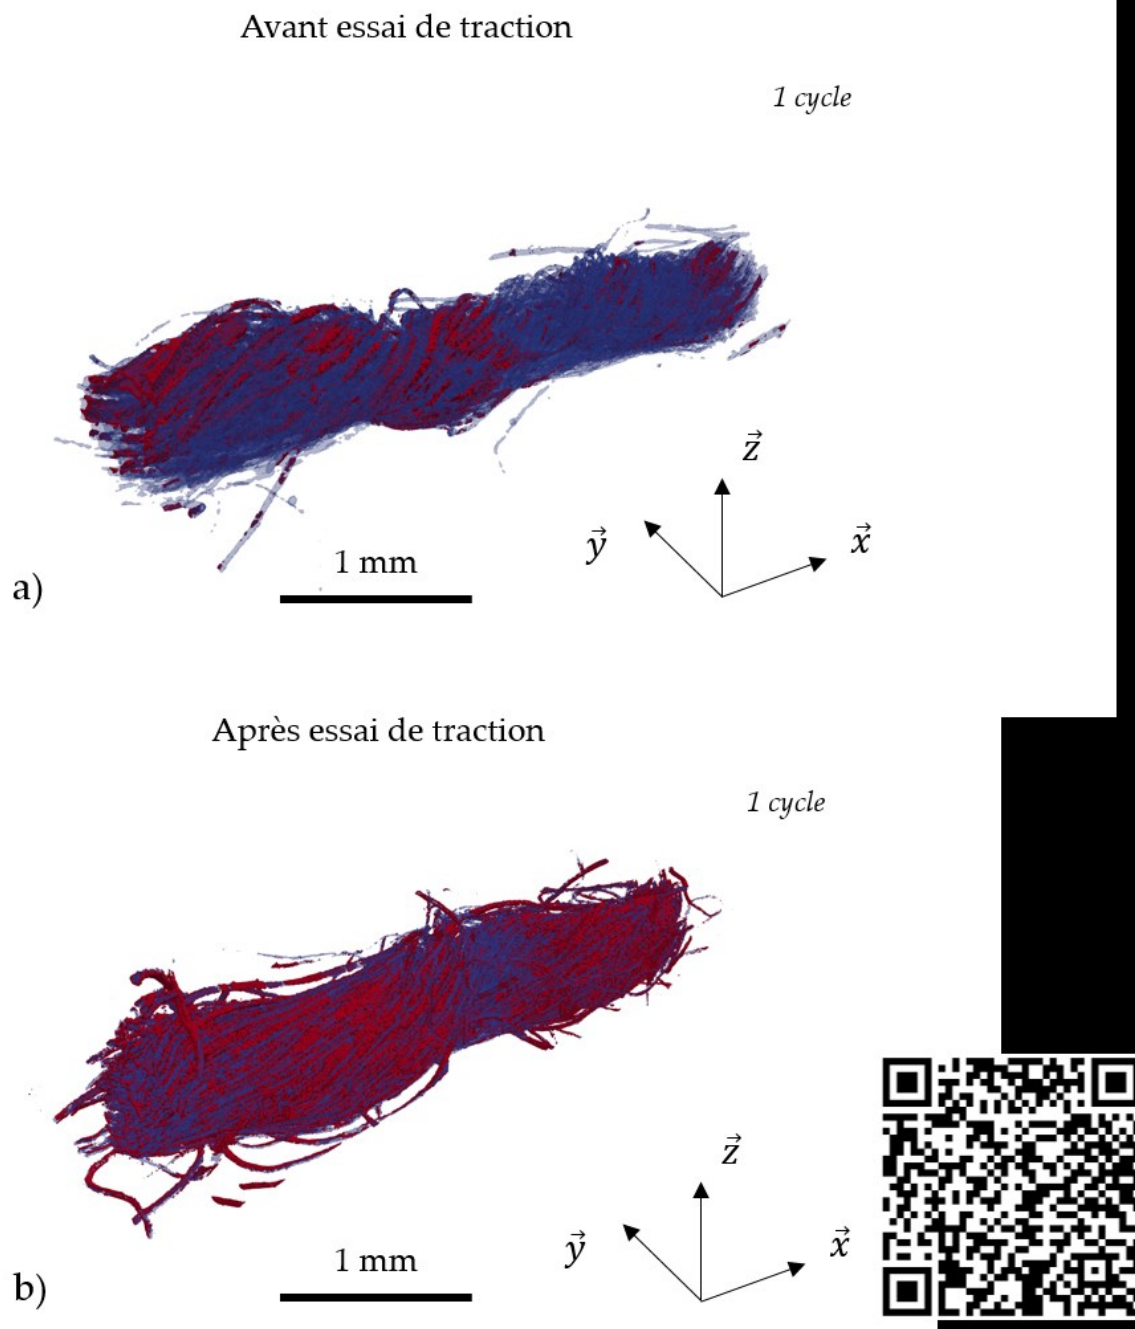 Avant essai de traction
1 cycle
z⃗
y⃗
x⃗
1 mm
a)
Après essai de traction
1 cycle
z⃗
y⃗
x⃗
1 mm
b)